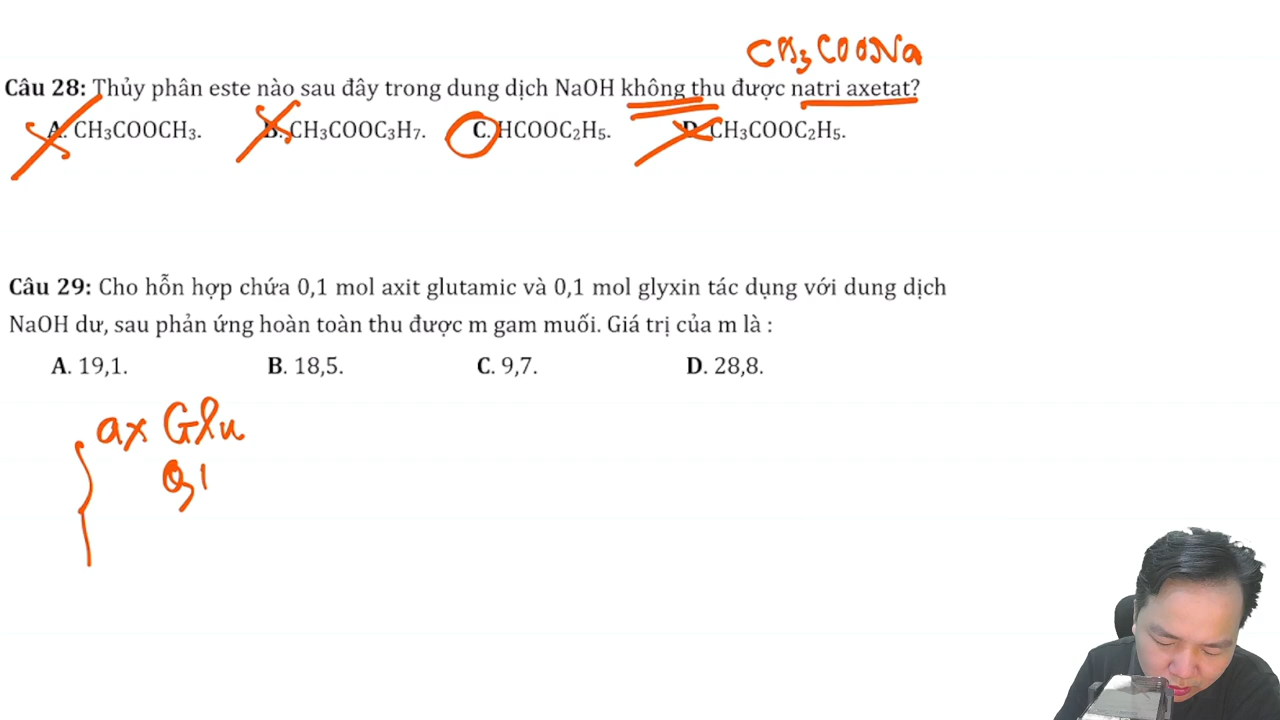 CH₃COONa
Câu 28: Thủy phân este nào sau đây trong dung dịch NaOH không thu được natri axetat?
A. CH₃COOCH₃. B. CH₃COOC₃H₇. C. HCOOC₂H₅. D. CH₃COOC₂H₅.
Câu 29: Cho hỗn hợp chứa 0,1 mol axit glutamic và 0,1 mol glyxin tác dụng với dung dịch
NaOH dư, sau phản ứng hoàn toàn thu được m gam muối. Giá trị của m là :
A. 19,1. B. 18,5. C. 9,7. D. 28,8.
ax Glu
0,1